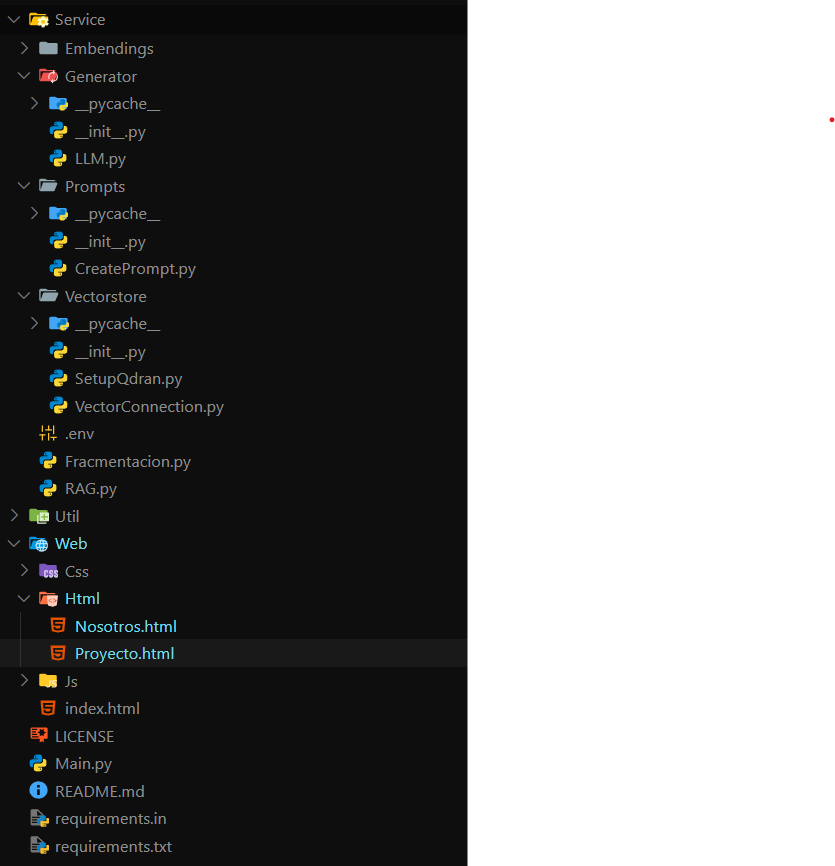 Service
Embendings
Generator
__pycache__
__init__.py
LLM.py
Prompts
__pycache__
__init__.py
CreatePrompt.py
Vectorstore
__pycache__
__init__.py
SetupQdran.py
VectorConnection.py
.env
Fracmentacion.py
RAG.py
Util
Web
Css
Html
Nosotros.html
Proyecto.html
Js
index.html
LICENSE
Main.py
README.md
requirements.in
requirements.txt